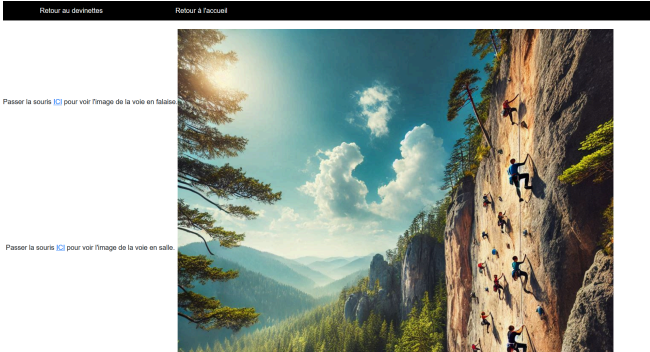 Retour au devinettes
Retour à l'accueil
Passer la souris ICI pour voir l'image de la voie en falaise.
Passer la souris ICI pour voir l'image de la voie en salle.